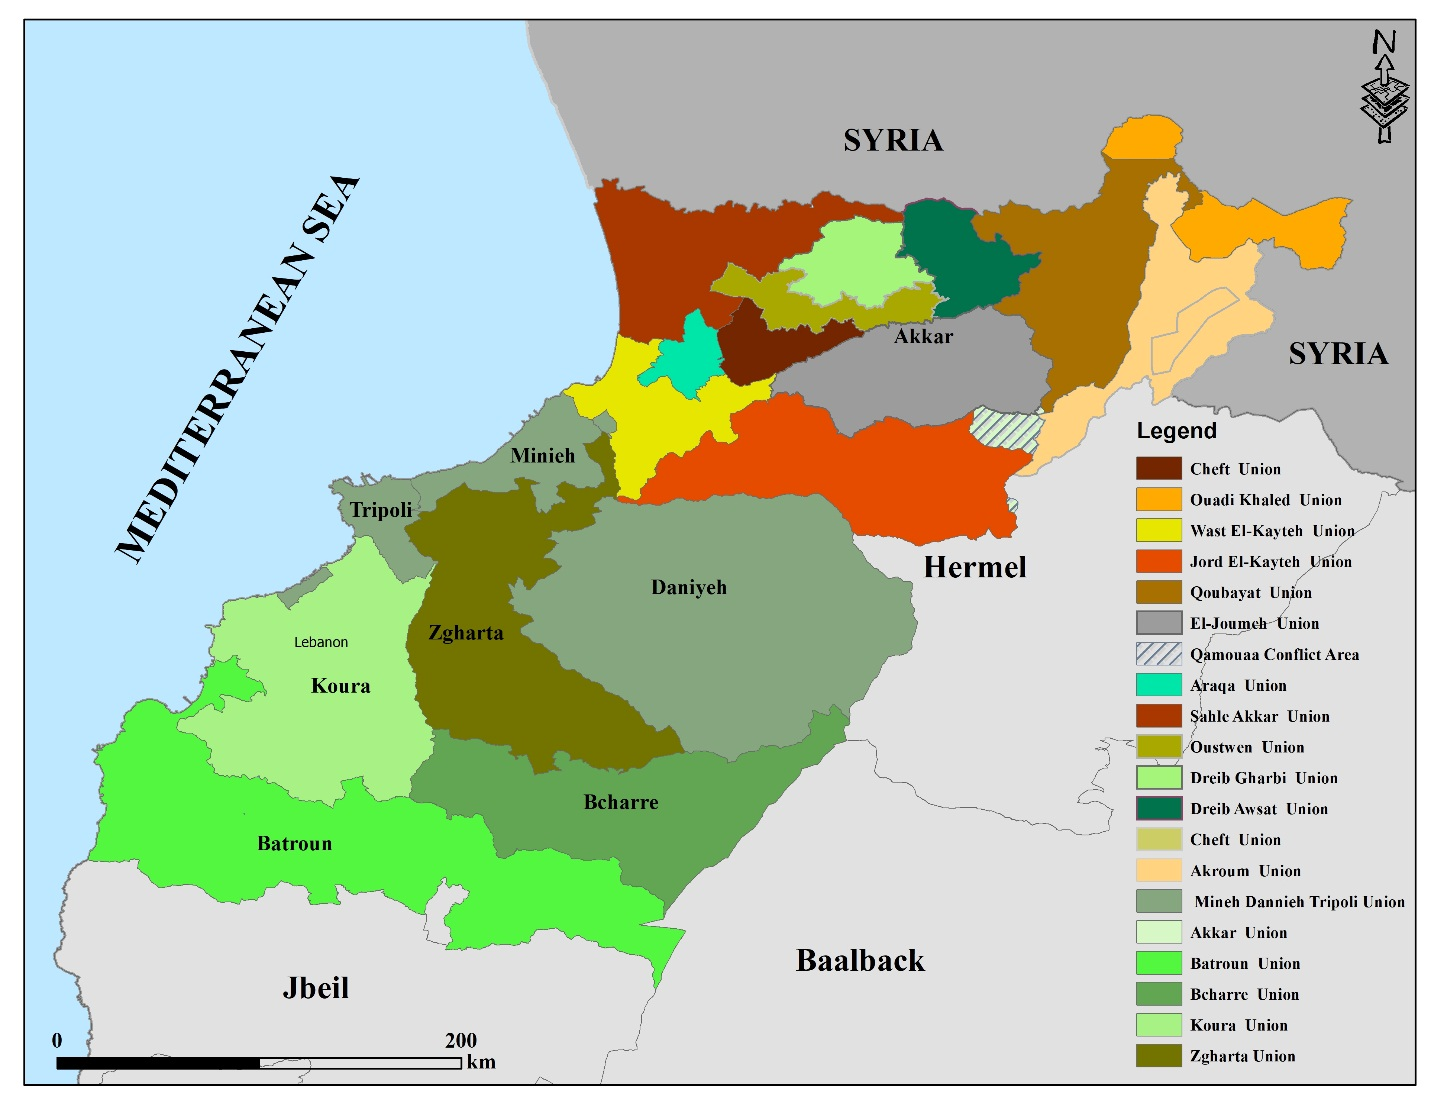 N
SYRIA
MEDITERRANEAN SEA
Akkar
SYRIA
Minieh
Tripoli
Hermel
Daniyeh
Zgharta
Lebanon
Koura
Bcharre
Batroun
Baalback
Jbeil
0 200
km
Legend
Cheft Union
Ouadi Khaled Union
Wast El-Kayteh Union
Jord El-Kayteh Union
Qoubayat Union
El-Joumeh Union
Qamouaa Conflict Area
Araqa Union
Sahle Akkar Union
Oustwen Union
Dreib Gharbi Union
Dreib Awsat Union
Cheft Union
Akroum Union
Mineh Dannieh Tripoli Union
Akkar Union
Batroun Union
Bcharre Union
Koura Union
Zgharta Union